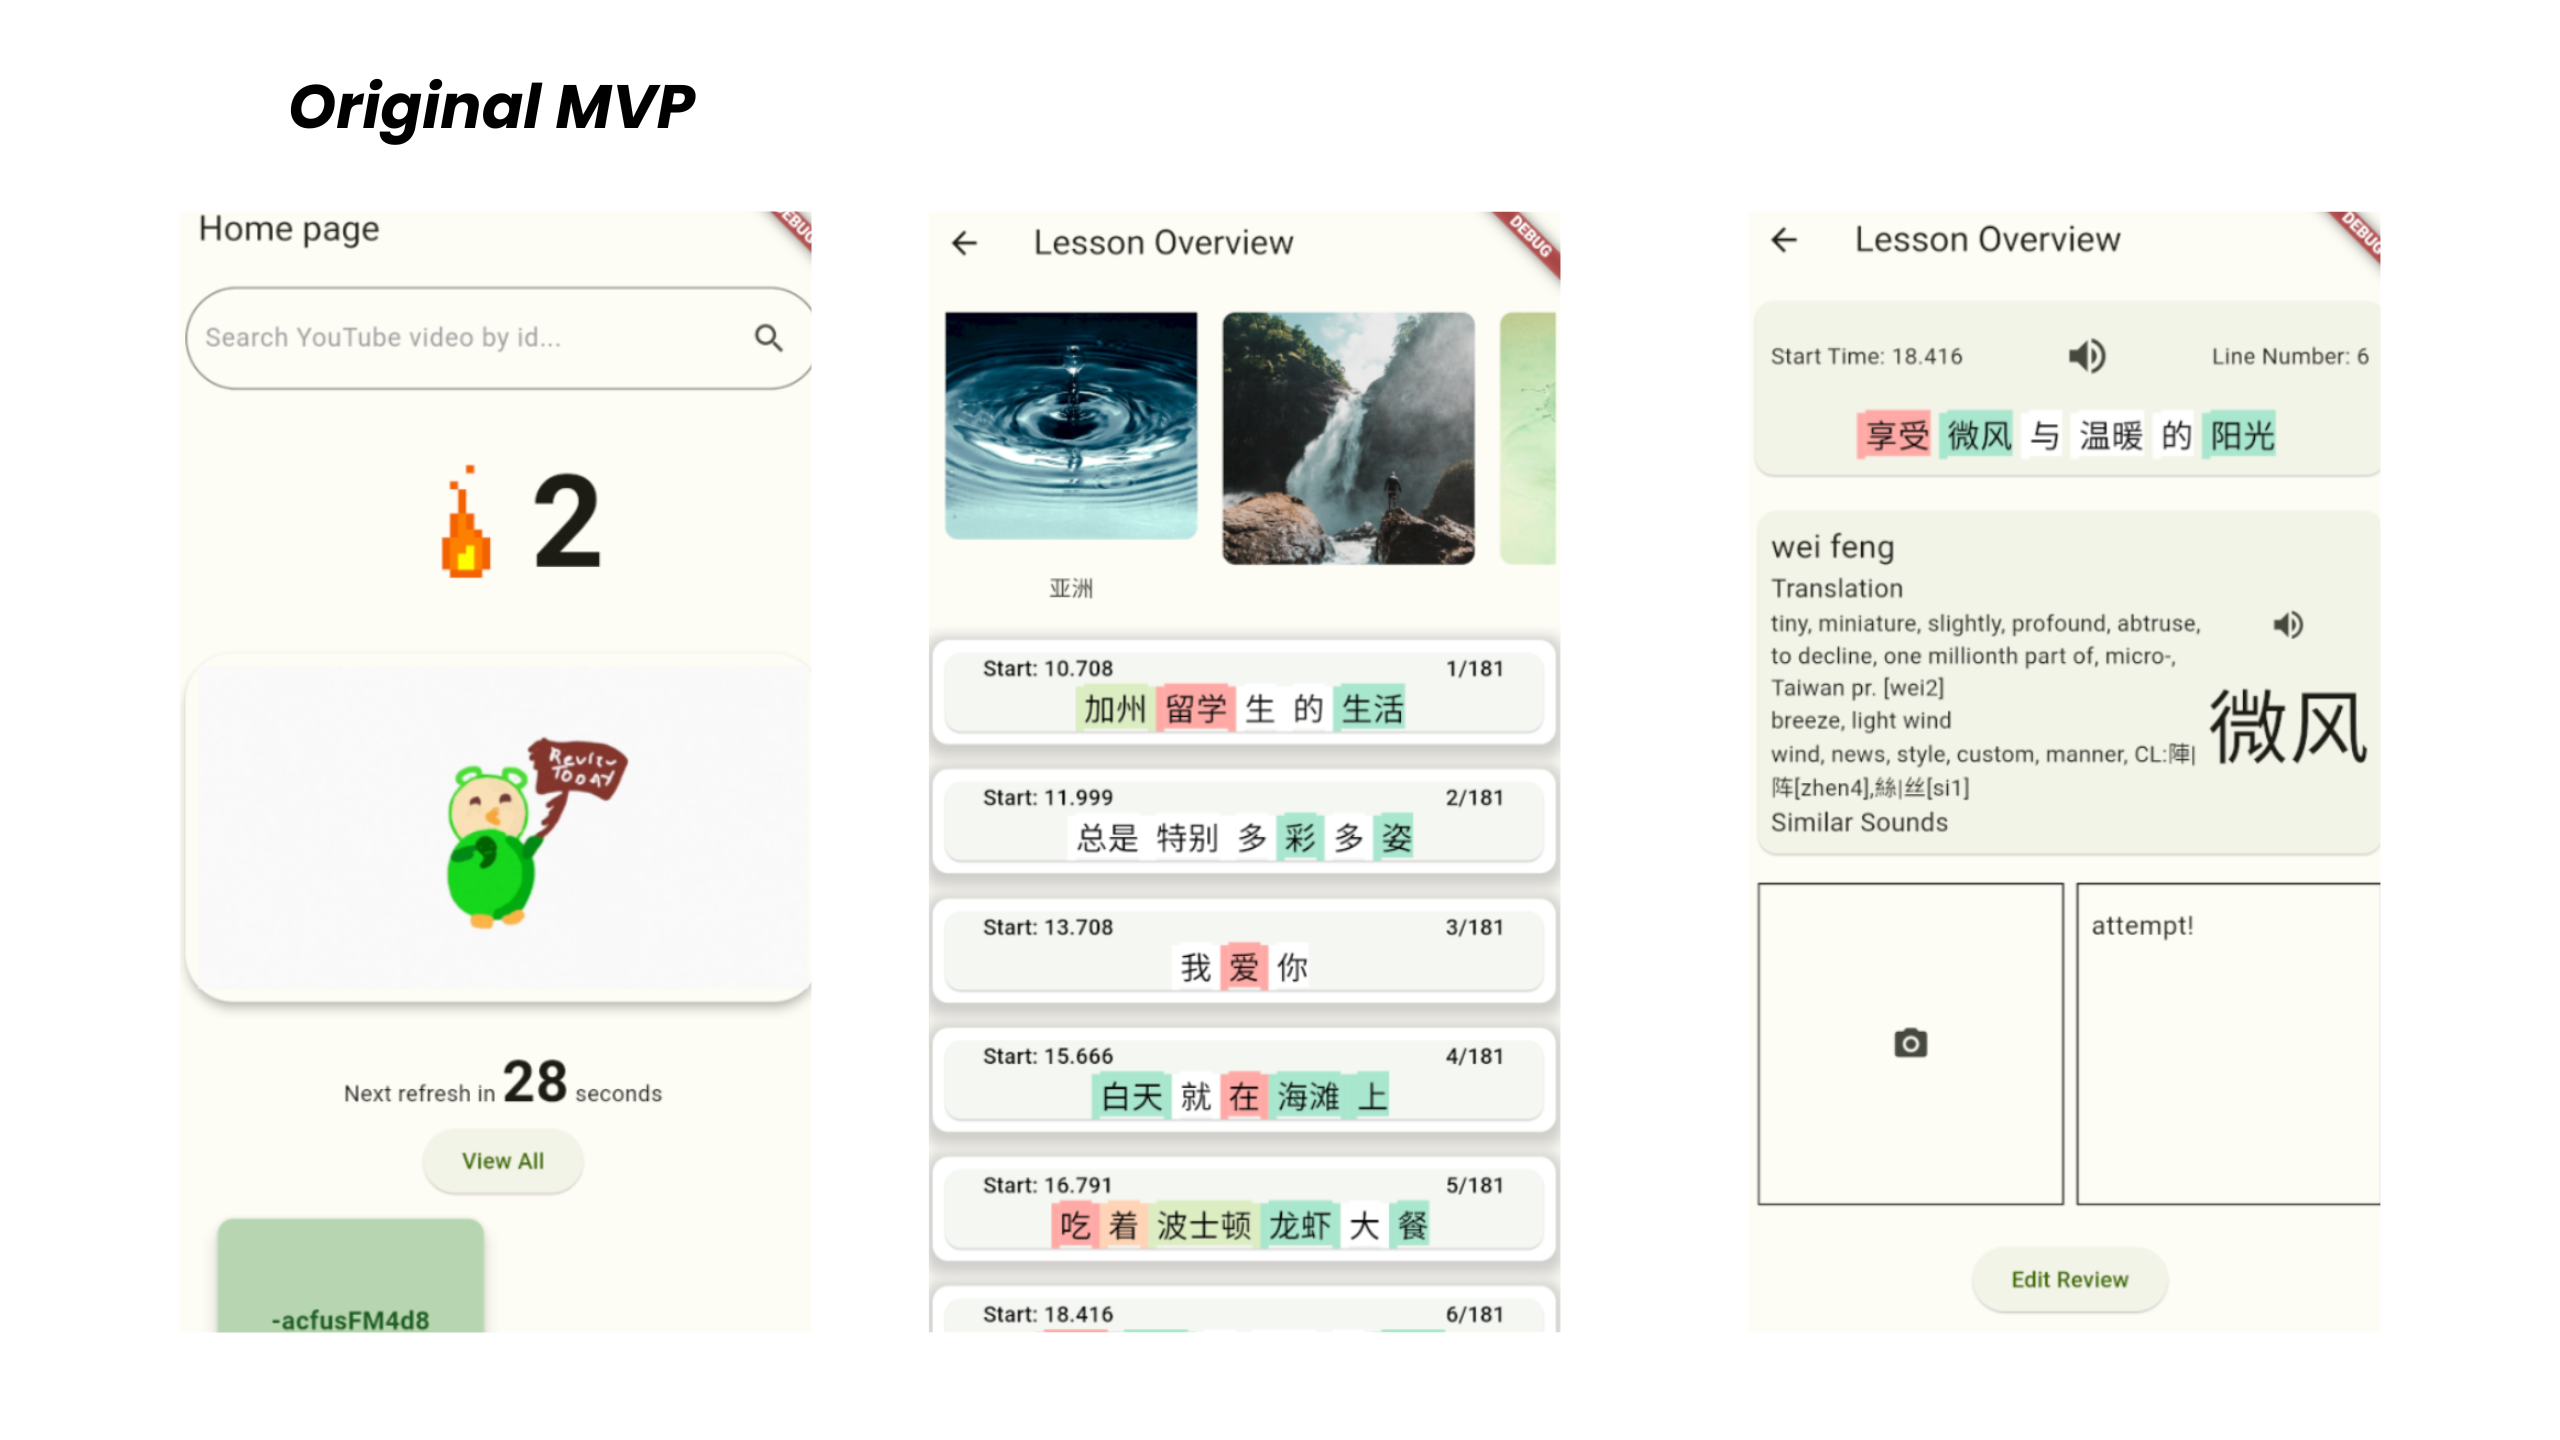 Original MVP
Home page
DEBUG
Search YouTube video by id...
2
Review
TODAY
Next refresh in 28 seconds
View All
-acfusFM4d8
Lesson Overview
DEBUG
亚洲
Start: 10.708 1/181
加州 留学 生 的 生活
Start: 11.999 2/181
总是 特别 多 彩 多 姿
Start: 13.708 3/181
我 爱 你
Start: 15.666 4/181
白天 就 在 海滩 上
Start: 16.791 5/181
吃 着 波士顿 龙虾 大 餐
Start: 18.416 6/181
Lesson Overview
DEBUG
Start Time: 18.416 Line Number: 6
享受 微风 与 温暖 的 阳光
wei feng
Translation
tiny, miniature, slightly, profound, abtruse,
to decline, one millionth part of, micro-,
Taiwan pr. [wei2]
breeze, light wind
wind, news, style, custom, manner, CL:陣|
阵[zhen4],絲|丝[si1]
微风
Similar Sounds
attempt!
Edit Review